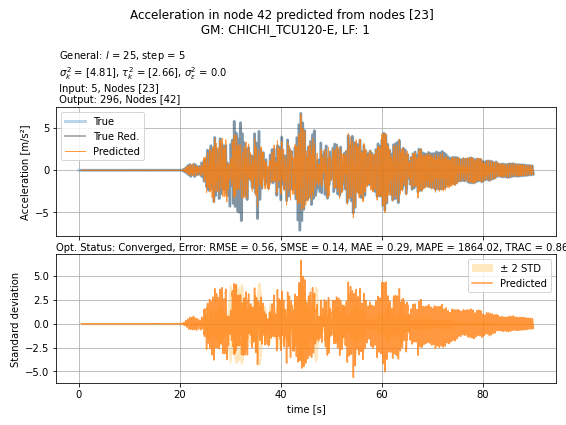 Acceleration in node 42 predicted from nodes [23]
GM: CHICHI_TCU120-E, LF: 1
General: l = 25, step = 5
σ²ₖ = [4.81], τ²ₖ = [2.66], σ²ε = 0.0
Input: 5, Nodes [23]
Output: 296, Nodes [42]
Acceleration [m/s²]
5
0
−5
True
True Red.
Predicted
Opt. Status: Converged, Error: RMSE = 0.56, SMSE = 0.14, MAE = 0.29, MAPE = 1864.02, TRAC = 0.86
Standard deviation
5.0
2.5
0.0
−2.5
−5.0
± 2 STD
Predicted
0 20 40 60 80
time [s]